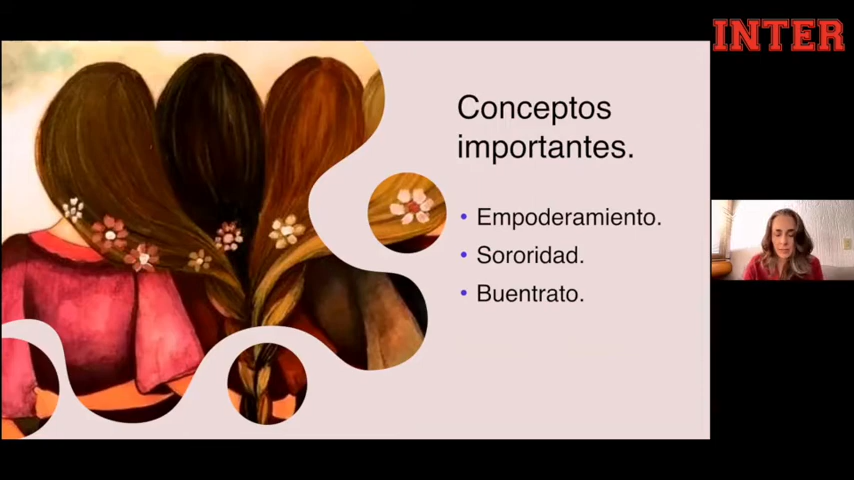 INTER
Conceptos
importantes.
• Empoderamiento.
• Sororidad.
• Buentrato.